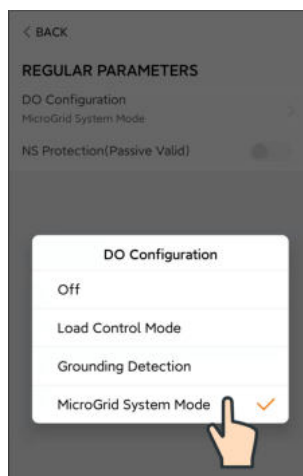 < BACK
REGULAR PARAMETERS
DO Configuration
MicroGrid System Mode
NS Protection(Passive Valid)
DO Configuration
Off
Load Control Mode
Grounding Detection
MicroGrid System Mode